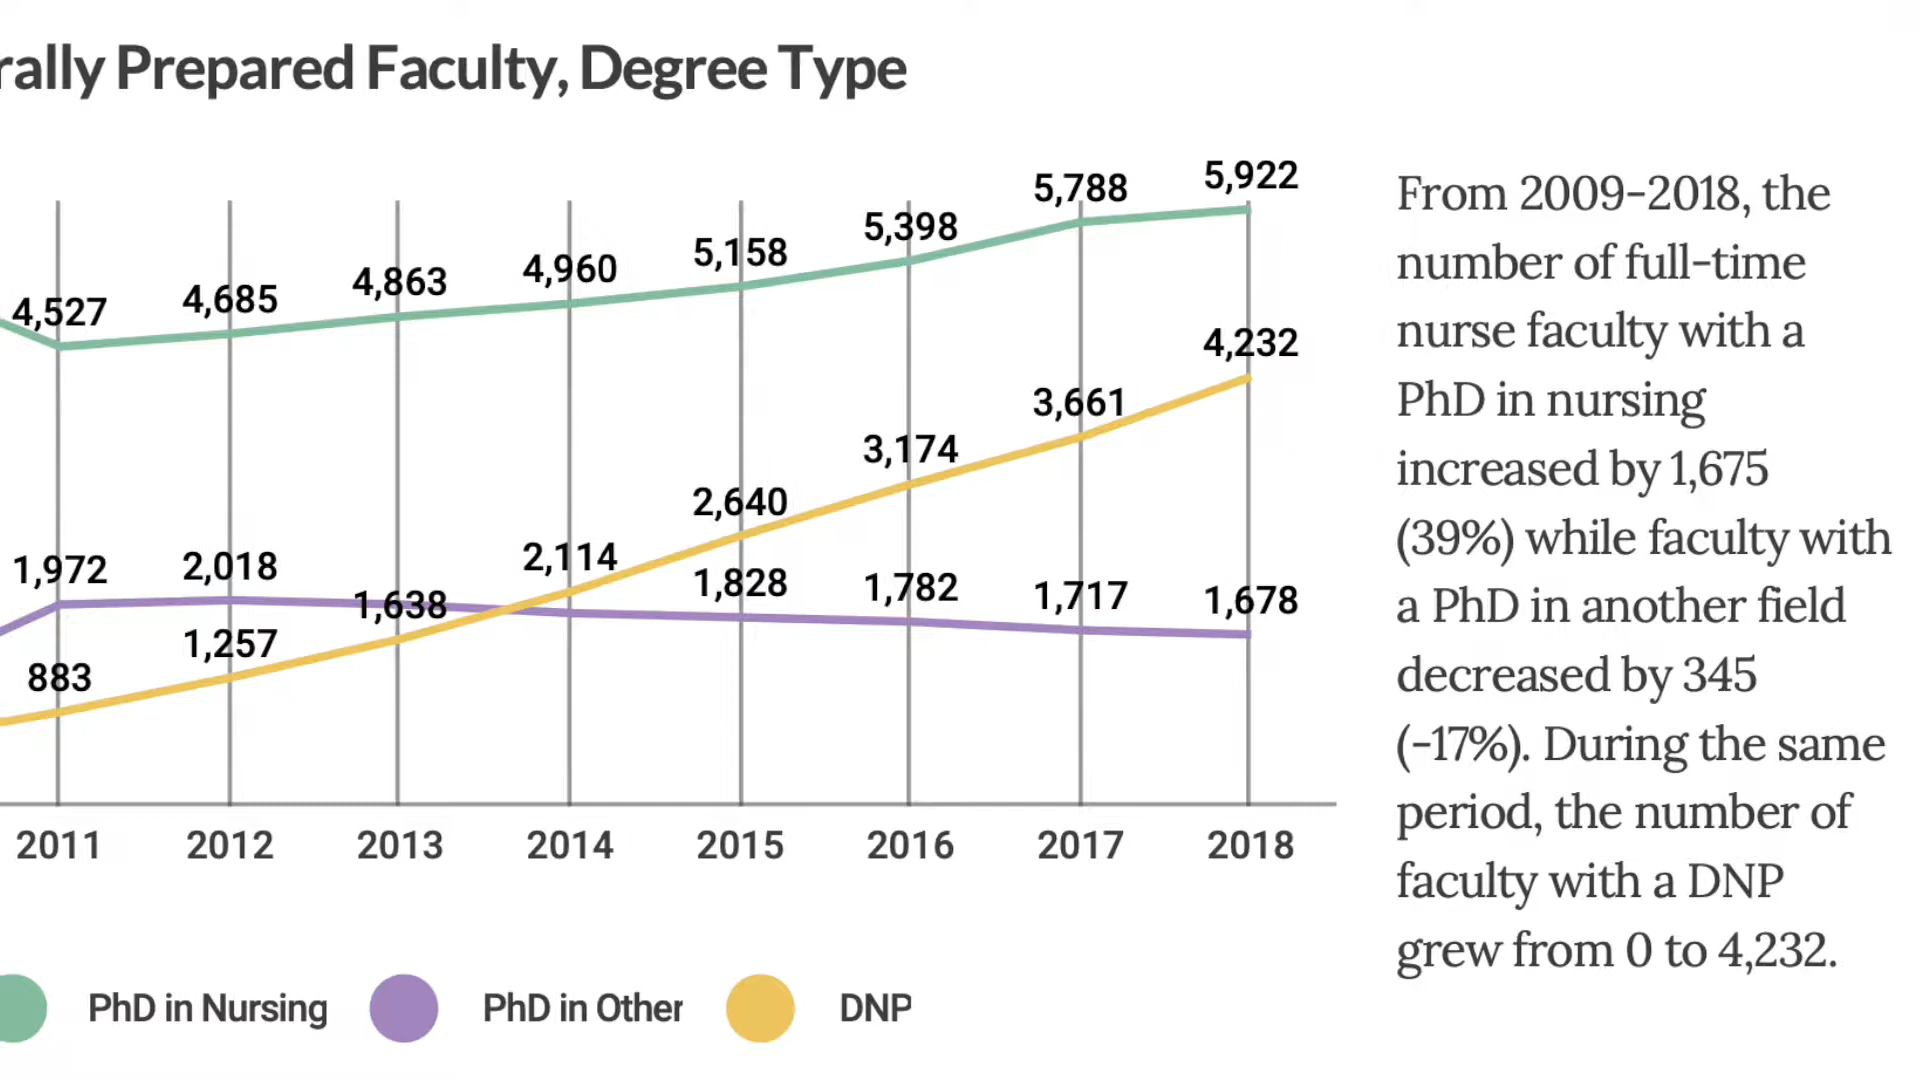 rally Prepared Faculty, Degree Type
5,922
5,788
5,398
5,158
4,960
4,863
4,685
4,527
4,232
3,661
3,174
2,640
2,114
1,972
2,018
1,638
1,828
1,782
1,717
1,678
1,257
883
2011 2012 2013 2014 2015 2016 2017 2018
PhD in Nursing PhD in Other DNP
From 2009-2018, the
number of full-time
nurse faculty with a
PhD in nursing
increased by 1,675
(39%) while faculty with
a PhD in another field
decreased by 345
(-17%). During the same
period, the number of
faculty with a DNP
grew from 0 to 4,232.